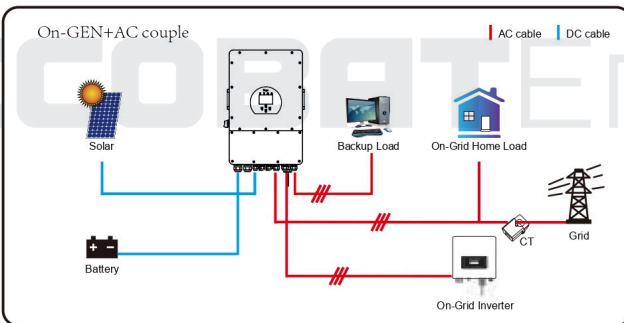 On-GEN+AC couple
AC cable
DC cable
Solar
Backup Load
On-Grid Home Load
CT
Grid
Battery
On-Grid Inverter